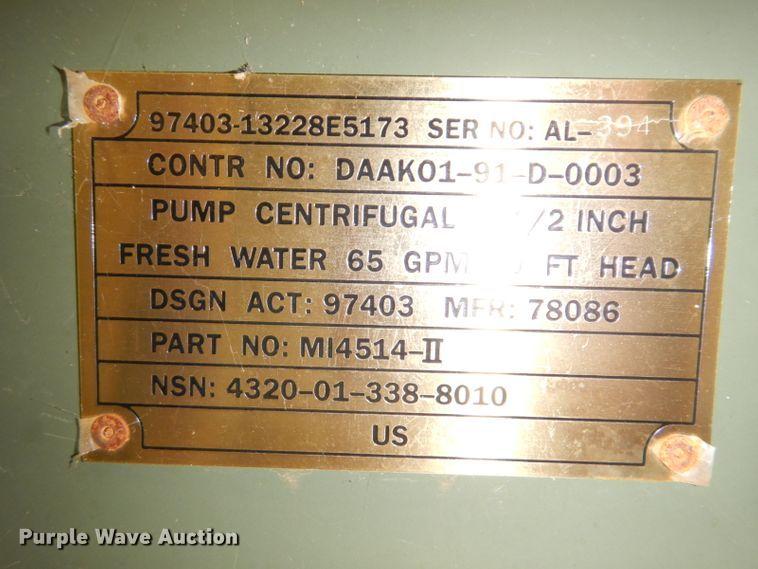 97403-13228E5173 SER NO: AL-394
CONTR NO: DAAK01-91-D-0003
PUMP CENTRIFUGAL /2 INCH
FRESH WATER 65 GPM FT HEAD
DSGN ACT: 97403 MFR: 78086
PART NO: MI4514-II
NSN: 4320-01-338-8010
US
Purple Wave Auction